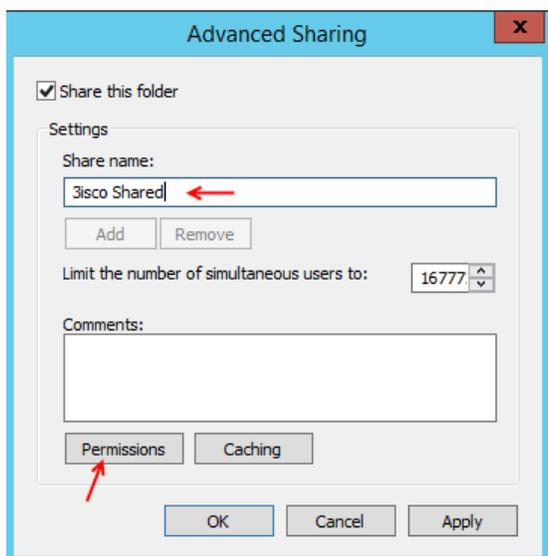 Advanced Sharing
x
Share this folder
Settings
Share name:
3isco Shared
Add Remove
Limit the number of simultaneous users to: 16777
Comments:
Permissions Caching
OK Cancel Apply